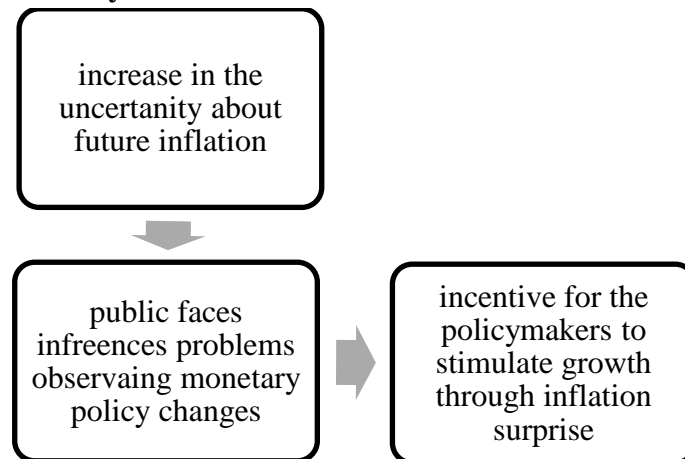 increase in the
uncertanity about
future inflation
public faces
infreences problems
observaing monetary
policy changes
incentive for the
policymakers to
stimulate growth
through inflation
surprise